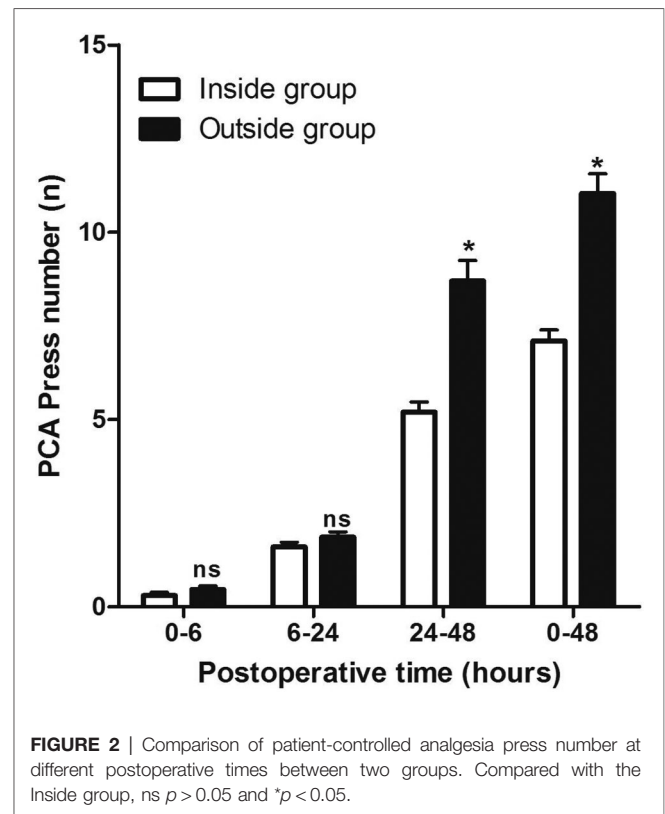 15
Inside group
Outside group
*
*
10
PCA Press number (n)
5
ns
ns
0
0-6 6-24 24-48 0-48
Postoperative time (hours)
FIGURE 2 | Comparison of patient-controlled analgesia press number at
different postoperative times between two groups. Compared with the
Inside group, ns p > 0.05 and *p < 0.05.